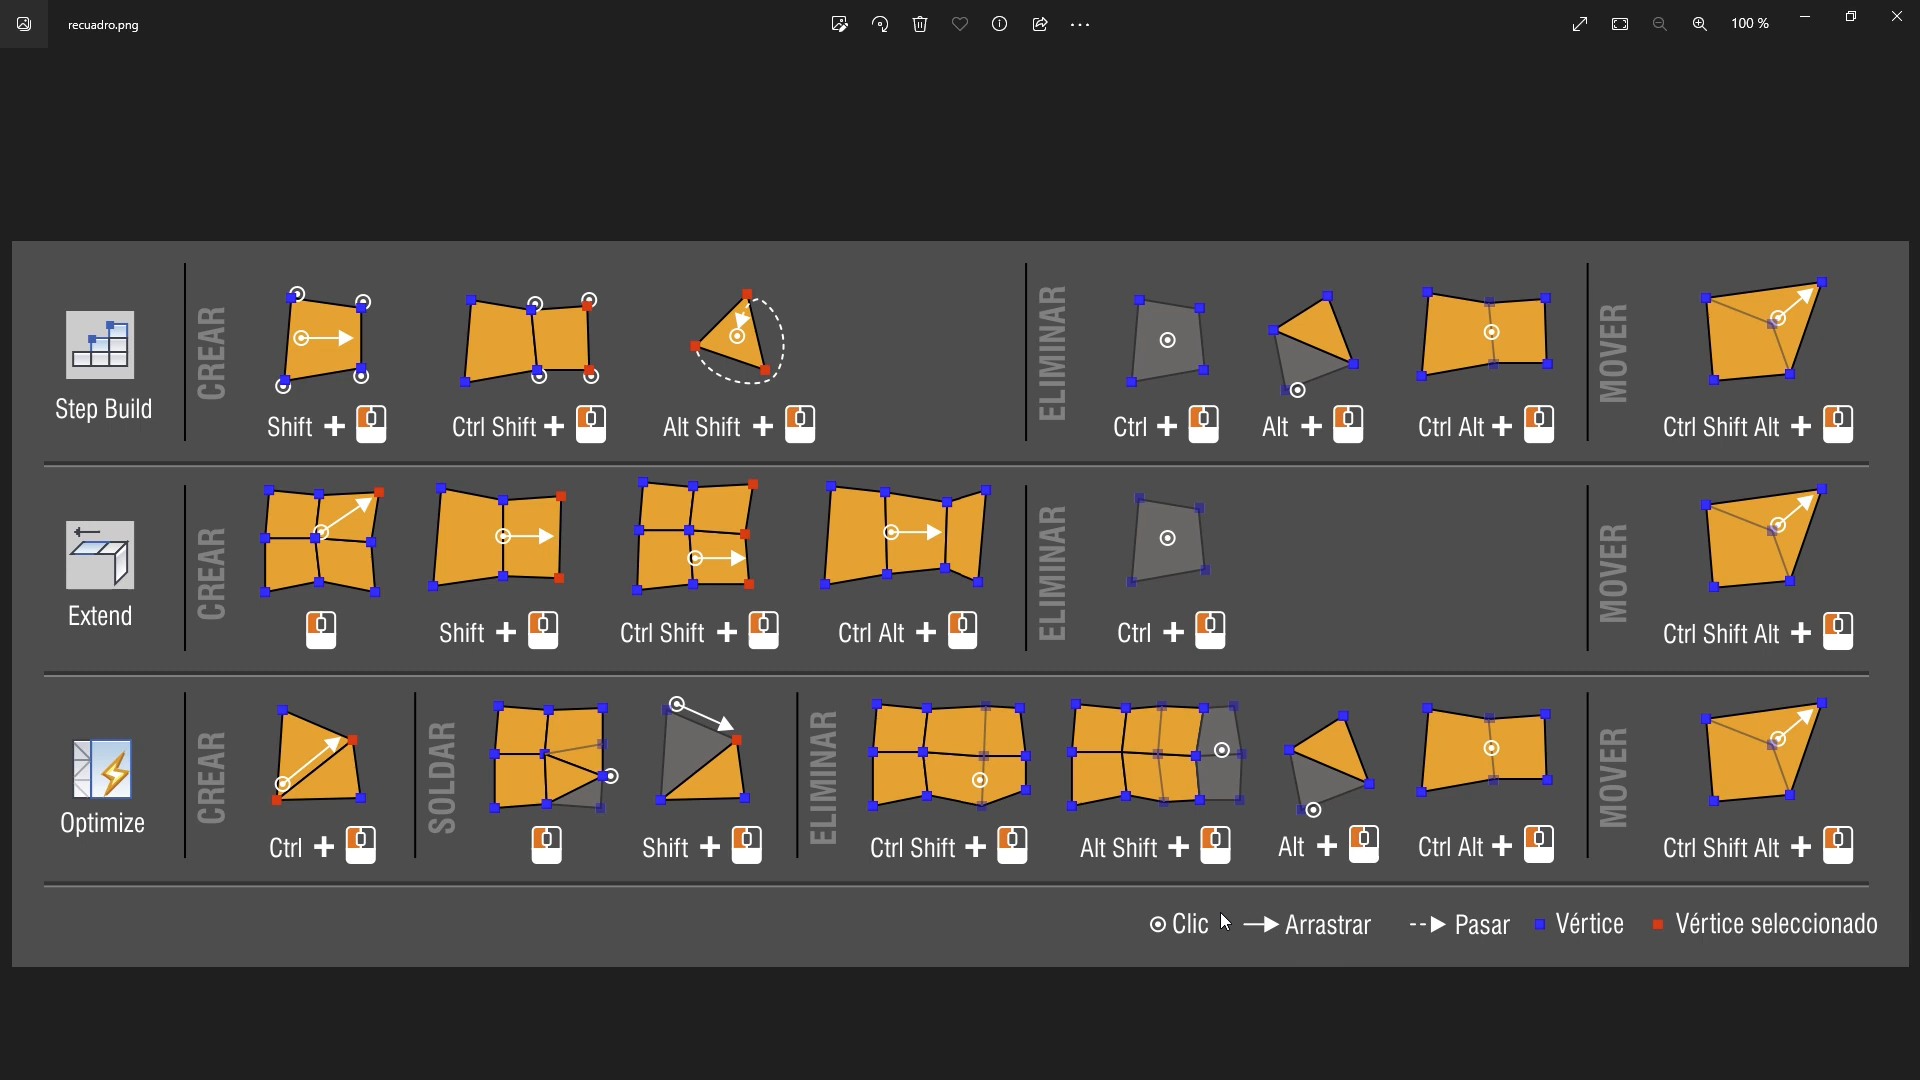 recuadro.png
100 %
Step Build
CREAR
Shift +
Ctrl Shift +
Alt Shift +
ELIMINAR
Ctrl +
Alt +
Ctrl Alt +
MOVER
Ctrl Shift Alt +
Extend
CREAR
Shift +
Ctrl Shift +
Ctrl Alt +
ELIMINAR
Ctrl +
MOVER
Ctrl Shift Alt +
Optimize
CREAR
Ctrl +
SOLDAR
Shift +
ELIMINAR
Ctrl Shift +
Alt Shift +
Alt +
Ctrl Alt +
MOVER
Ctrl Shift Alt +
Clic Arrastrar Pasar Vértice Vértice seleccionado